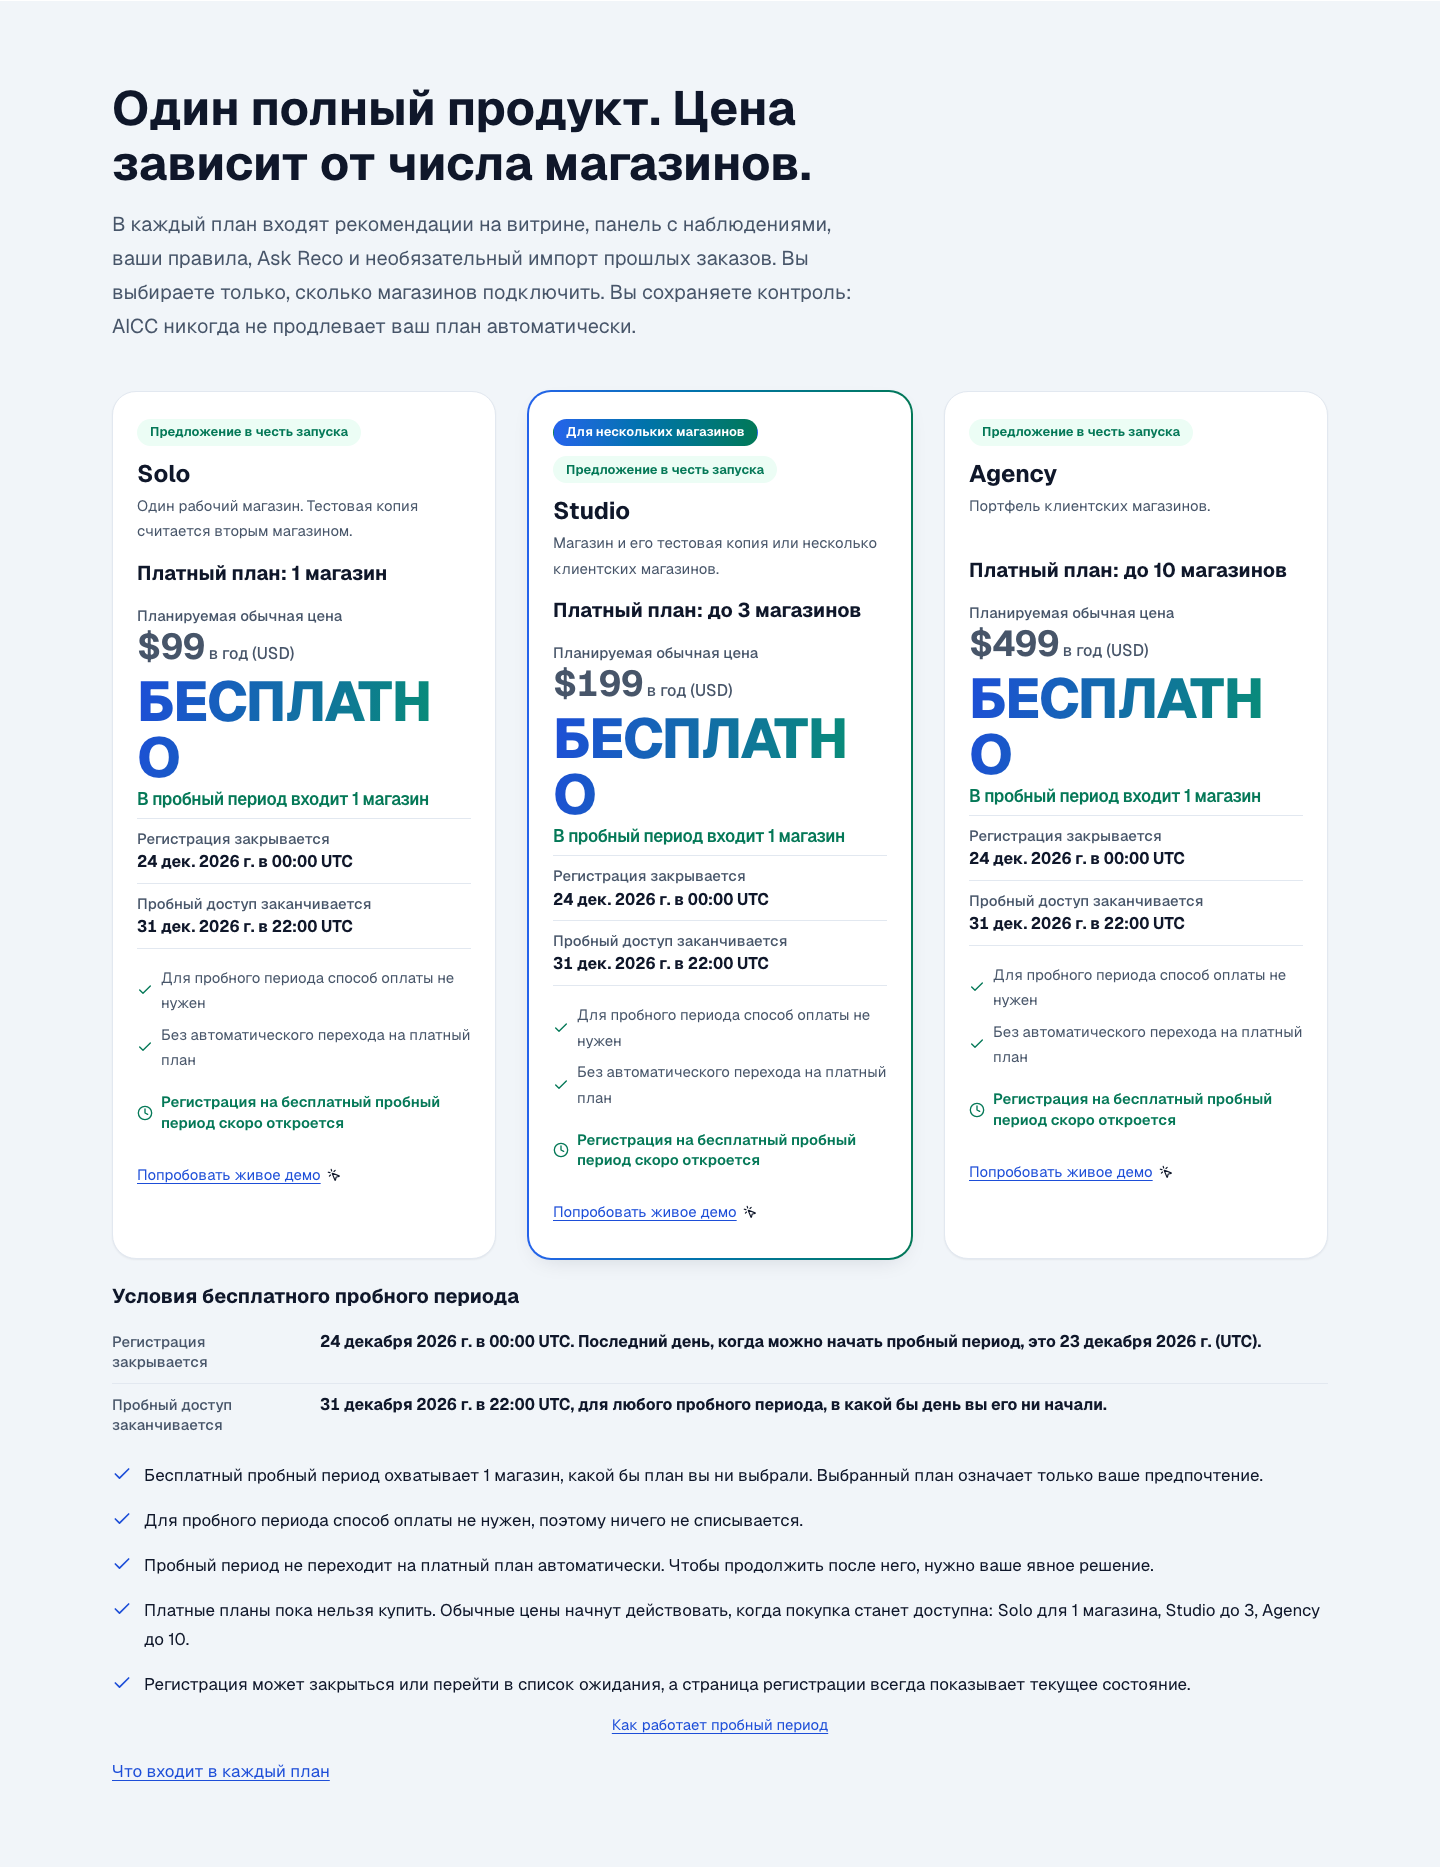 Один полный продукт. Цена
зависит от числа магазинов.
В каждый план входят рекомендации на витрине, панель с наблюдениями,
ваши правила, Ask Reco и необязательный импорт прошлых заказов. Вы
выбираете только, сколько магазинов подключить. Вы сохраняете контроль:
AICC никогда не продлевает ваш план автоматически.
Предложение в честь запуска
Solo
Один рабочий магазин. Тестовая копия
считается вторым магазином.
Платный план: 1 магазин
Планируемая обычная цена
$99 в год (USD)
БЕСПЛАТН
О
В пробный период входит 1 магазин
Регистрация закрывается
24 дек. 2026 г. в 00:00 UTC
Пробный доступ заканчивается
31 дек. 2026 г. в 22:00 UTC
Для пробного периода способ оплаты не
нужен
Без автоматического перехода на платный
план
Регистрация на бесплатный пробный
период скоро откроется
Попробовать живое демо
Для нескольких магазинов
Предложение в честь запуска
Studio
Магазин и его тестовая копия или несколько
клиентских магазинов.
Платный план: до 3 магазинов
Планируемая обычная цена
$199 в год (USD)
БЕСПЛАТН
О
В пробный период входит 1 магазин
Регистрация закрывается
24 дек. 2026 г. в 00:00 UTC
Пробный доступ заканчивается
31 дек. 2026 г. в 22:00 UTC
Для пробного периода способ оплаты не
нужен
Без автоматического перехода на платный
план
Регистрация на бесплатный пробный
период скоро откроется
Попробовать живое демо
Предложение в честь запуска
Agency
Портфель клиентских магазинов.
Платный план: до 10 магазинов
Планируемая обычная цена
$499 в год (USD)
БЕСПЛАТН
О
В пробный период входит 1 магазин
Регистрация закрывается
24 дек. 2026 г. в 00:00 UTC
Пробный доступ заканчивается
31 дек. 2026 г. в 22:00 UTC
Для пробного периода способ оплаты не
нужен
Без автоматического перехода на платный
план
Регистрация на бесплатный пробный
период скоро откроется
Попробовать живое демо
Условия бесплатного пробного периода
Регистрация
закрывается
24 декабря 2026 г. в 00:00 UTC. Последний день, когда можно начать пробный период, это 23 декабря 2026 г. (UTC).
Пробный доступ
заканчивается
31 декабря 2026 г. в 22:00 UTC, для любого пробного периода, в какой бы день вы его ни начали.
Бесплатный пробный период охватывает 1 магазин, какой бы план вы ни выбрали. Выбранный план означает только ваше предпочтение.
Для пробного периода способ оплаты не нужен, поэтому ничего не списывается.
Пробный период не переходит на платный план автоматически. Чтобы продолжить после него, нужно ваше явное решение.
Платные планы пока нельзя купить. Обычные цены начнут действовать, когда покупка станет доступна: Solo для 1 магазина, Studio до 3, Agency
до 10.
Регистрация может закрыться или перейти в список ожидания, а страница регистрации всегда показывает текущее состояние.
Как работает пробный период
Что входит в каждый план